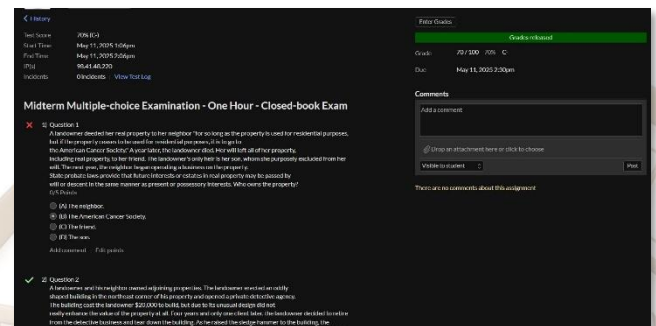 History
Test Score 70% (C-)
Start Time May 11, 2025 1:06pm
End Time May 11, 2025 2:06pm
IP(s) 98.41.48.220
Incidents 0 Incidents | View Test Log
Midterm Multiple-choice Examination - One Hour - Closed-book Exam
1) Question 1
A landowner deeded her real property to her neighbor "for so long as the property is used for residential purposes,
but if the property ceases to be used for residential purposes, it is to go to
the American Cancer Society." A year later, the landowner died. Her will left all of her property,
including real property, to her friend. The landowner's only heir is her son, whom she purposely excluded from her
will. The next year, the neighbor began operating a business on the property.
State probate laws provide that future interests or estates in real property may be passed by
will or descent in the same manner as present or possessory interests. Who owns the property?
0/5 Points
(A) The neighbor.
(B) The American Cancer Society.
(C) The friend.
(D) The son.
Add comment Edit points
2) Question 2
A landowner and his neighbor owned adjoining properties. The landowner erected an oddly
shaped building in the northeast corner of his property and opened a private detective agency.
The building cost the landowner $20,000 to build, but due to its unusual design did not
really enhance the value of the property at all. Four years and only one client later, the landowner decided to retire
from the detective business and tear down the building. As he raised the sledge hammer to the building, the
Enter Grades
Grades released
Grade 70 / 100 70% C-
Due May 11, 2025 2:30pm
Comments
Add a comment
Drop an attachment here or click to choose
Visible to student
Post
There are no comments about this assignment